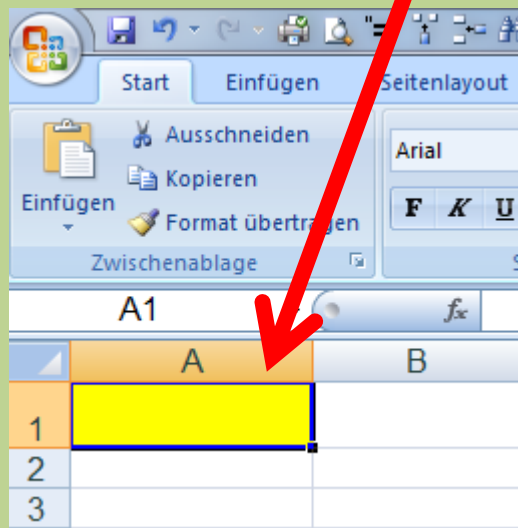 Start Einfügen Seitenlayout
Ausschneiden
Kopieren
Einfügen
Format übertragen
Zwischenablage
Arial
F K U
A1 fx
A B
1
2
3